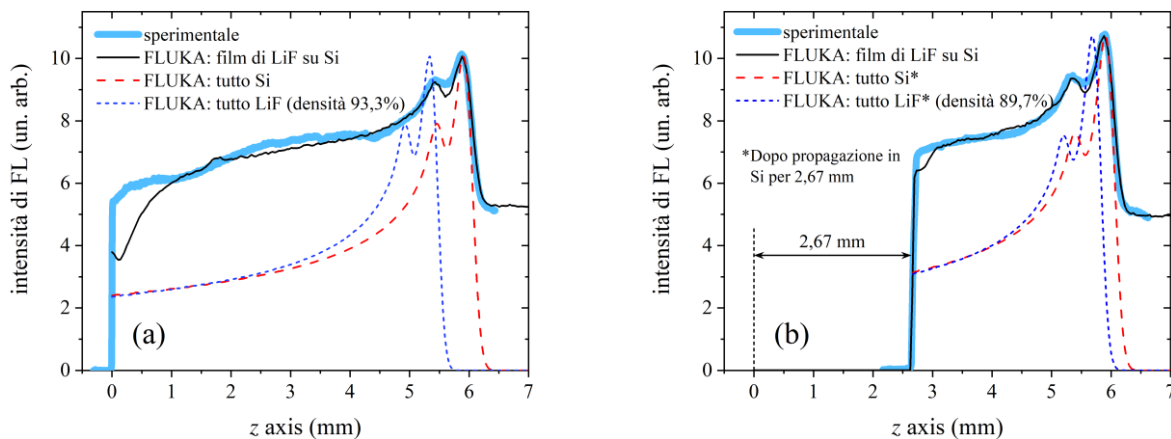 intensità di FL (un. arb.)
10
8
6
4
2
0
sperimentale
FLUKA: film di LiF su Si
FLUKA: tutto Si
FLUKA: tutto LiF (densità 93,3%)
(a)
0 1 2 3 4 5 6 7
z axis (mm)
intensità di FL (un. arb.)
10
8
6
4
2
0
sperimentale
FLUKA: film di LiF su Si
FLUKA: tutto Si*
FLUKA: tutto LiF* (densità 89,7%)
*Dopo propagazione in
Si per 2,67 mm
2,67 mm
(b)
0 1 2 3 4 5 6 7
z axis (mm)